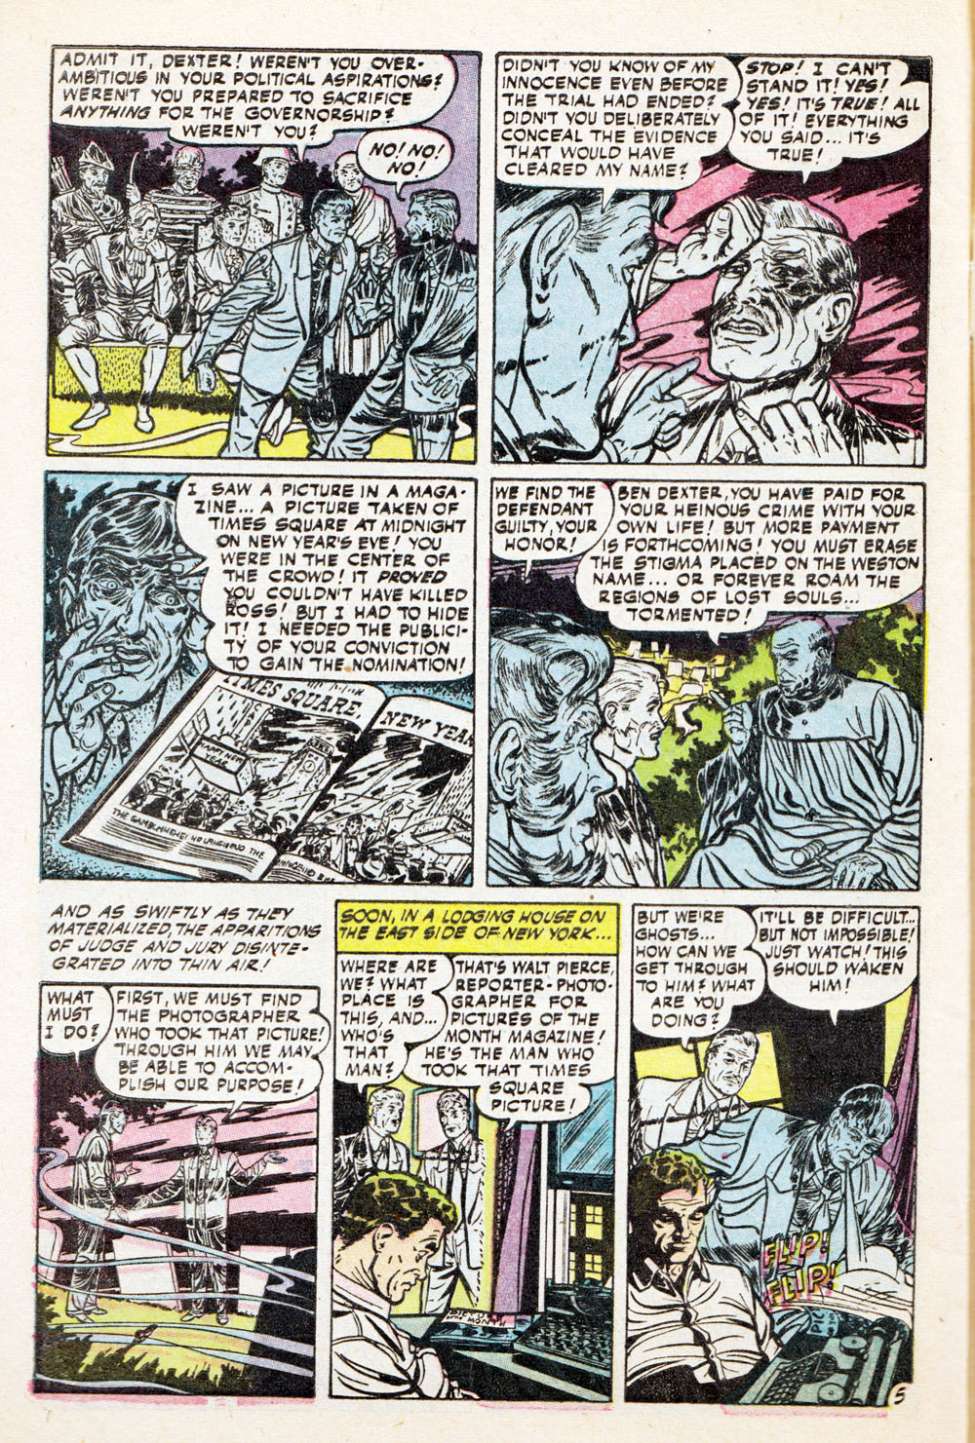 ADMIT IT, DEXTER! WEREN'T YOU OVER-
AMBITIOUS IN YOUR POLITICAL ASPIRATIONS?
WEREN'T YOU PREPARED TO SACRIFICE
ANYTHING FOR THE GOVERNORSHIP?
WEREN'T YOU?
NO! NO!
NO!
DIDN'T YOU KNOW OF MY
INNOCENCE EVEN BEFORE
THE TRIAL HAD ENDED?
DIDN'T YOU DELIBERATELY
CONCEAL THE EVIDENCE
THAT WOULD HAVE
CLEARED MY NAME?
STOP! I CAN'T
STAND IT! YES!
YES! IT'S TRUE! ALL
OF IT! EVERYTHING
YOU SAID... IT'S
TRUE!
I SAW A PICTURE IN A MAGA-
ZINE... A PICTURE TAKEN OF
TIMES SQUARE AT MIDNIGHT
ON NEW YEAR'S EVE! YOU
WERE IN THE CENTER OF
THE CROWD! IT PROVED
YOU COULDN'T HAVE KILLED
ROSS! BUT I HAD TO HIDE
IT! I NEEDED THE PUBLICI-
TY OF YOUR CONVICTION
TO GAIN THE NOMINATION!
TIMES SQUARE
NEW YEAR
HAPPY NEW
YEAR
WE FIND THE
DEFENDANT
GUILTY, YOUR
HONOR!
BEN DEXTER, YOU HAVE PAID FOR
YOUR HEINOUS CRIME WITH YOUR
OWN LIFE! BUT MORE PAYMENT
IS FORTHCOMING! YOU MUST ERASE
THE STIGMA PLACED ON THE WESTON
NAME... OR FOREVER ROAM THE
REGIONS OF LOST SOULS...
TORMENTED!
AND AS SWIFTLY AS THEY
MATERIALIZED, THE APPARITIONS
OF JUDGE AND JURY DISINTE-
GRATED INTO THIN AIR!
WHAT
MUST
I DO?
FIRST, WE MUST FIND
THE PHOTOGRAPHER
WHO TOOK THAT PICTURE!
THROUGH HIM WE MAY
BE ABLE TO ACCOM-
PLISH OUR PURPOSE!
SOON, IN A LODGING HOUSE ON
THE EAST SIDE OF NEW YORK...
WHERE ARE
WE? WHAT
PLACE IS
THIS, AND...
WHO'S
THAT
MAN?
THAT'S WALT PIERCE,
REPORTER-PHOTO-
GRAPHER FOR
PICTURES OF THE
MONTH MAGAZINE!
HE'S THE MAN WHO
TOOK THAT TIMES
SQUARE
PICTURE!
BUT WE'RE
GHOSTS...
HOW CAN WE
GET THROUGH
TO HIM? WHAT
ARE YOU
DOING?
IT'LL BE DIFFICULT...
BUT NOT IMPOSSIBLE!
JUST WATCH! THIS
SHOULD WAKEN
HIM!
FLIP!
FLIP!
5